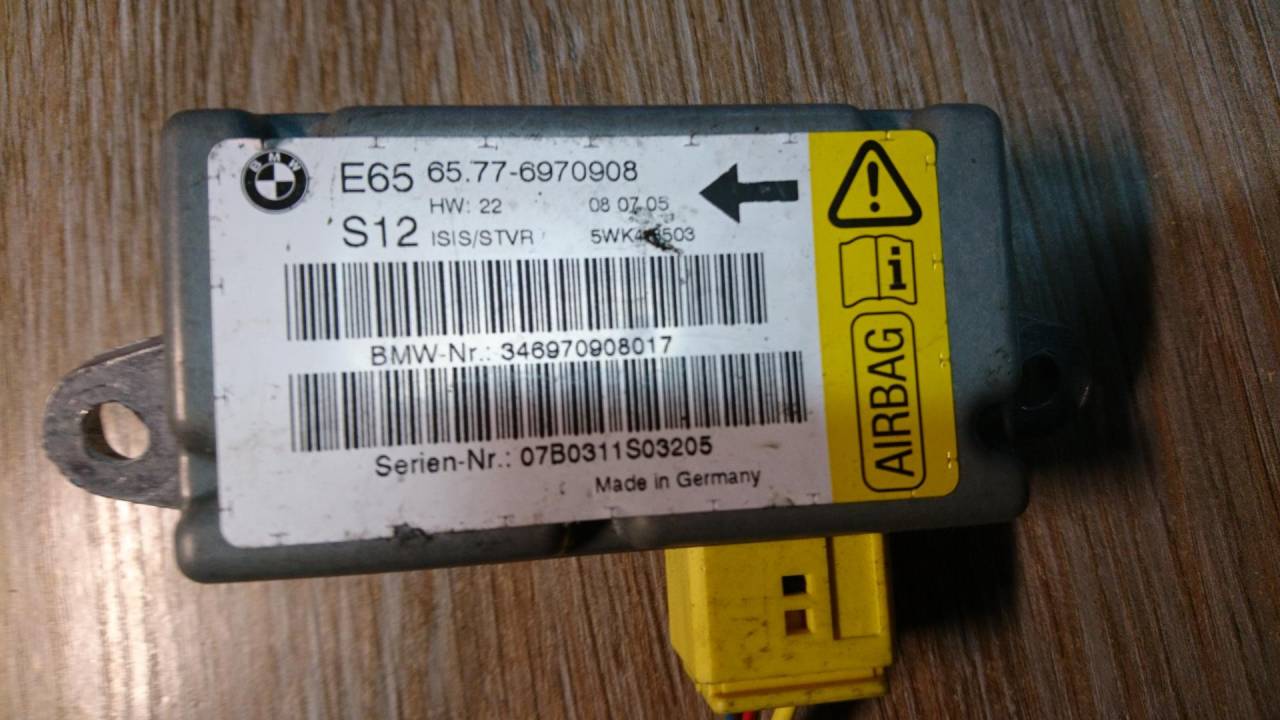 BMW
E65 65.77-6970908
HW: 22 08 07 05
S12 ISIS/STVR
BMW-Nr.: 346970908017
Serien-Nr.: 07B0311S03205
Made in Germany
!
i
AIRBAG